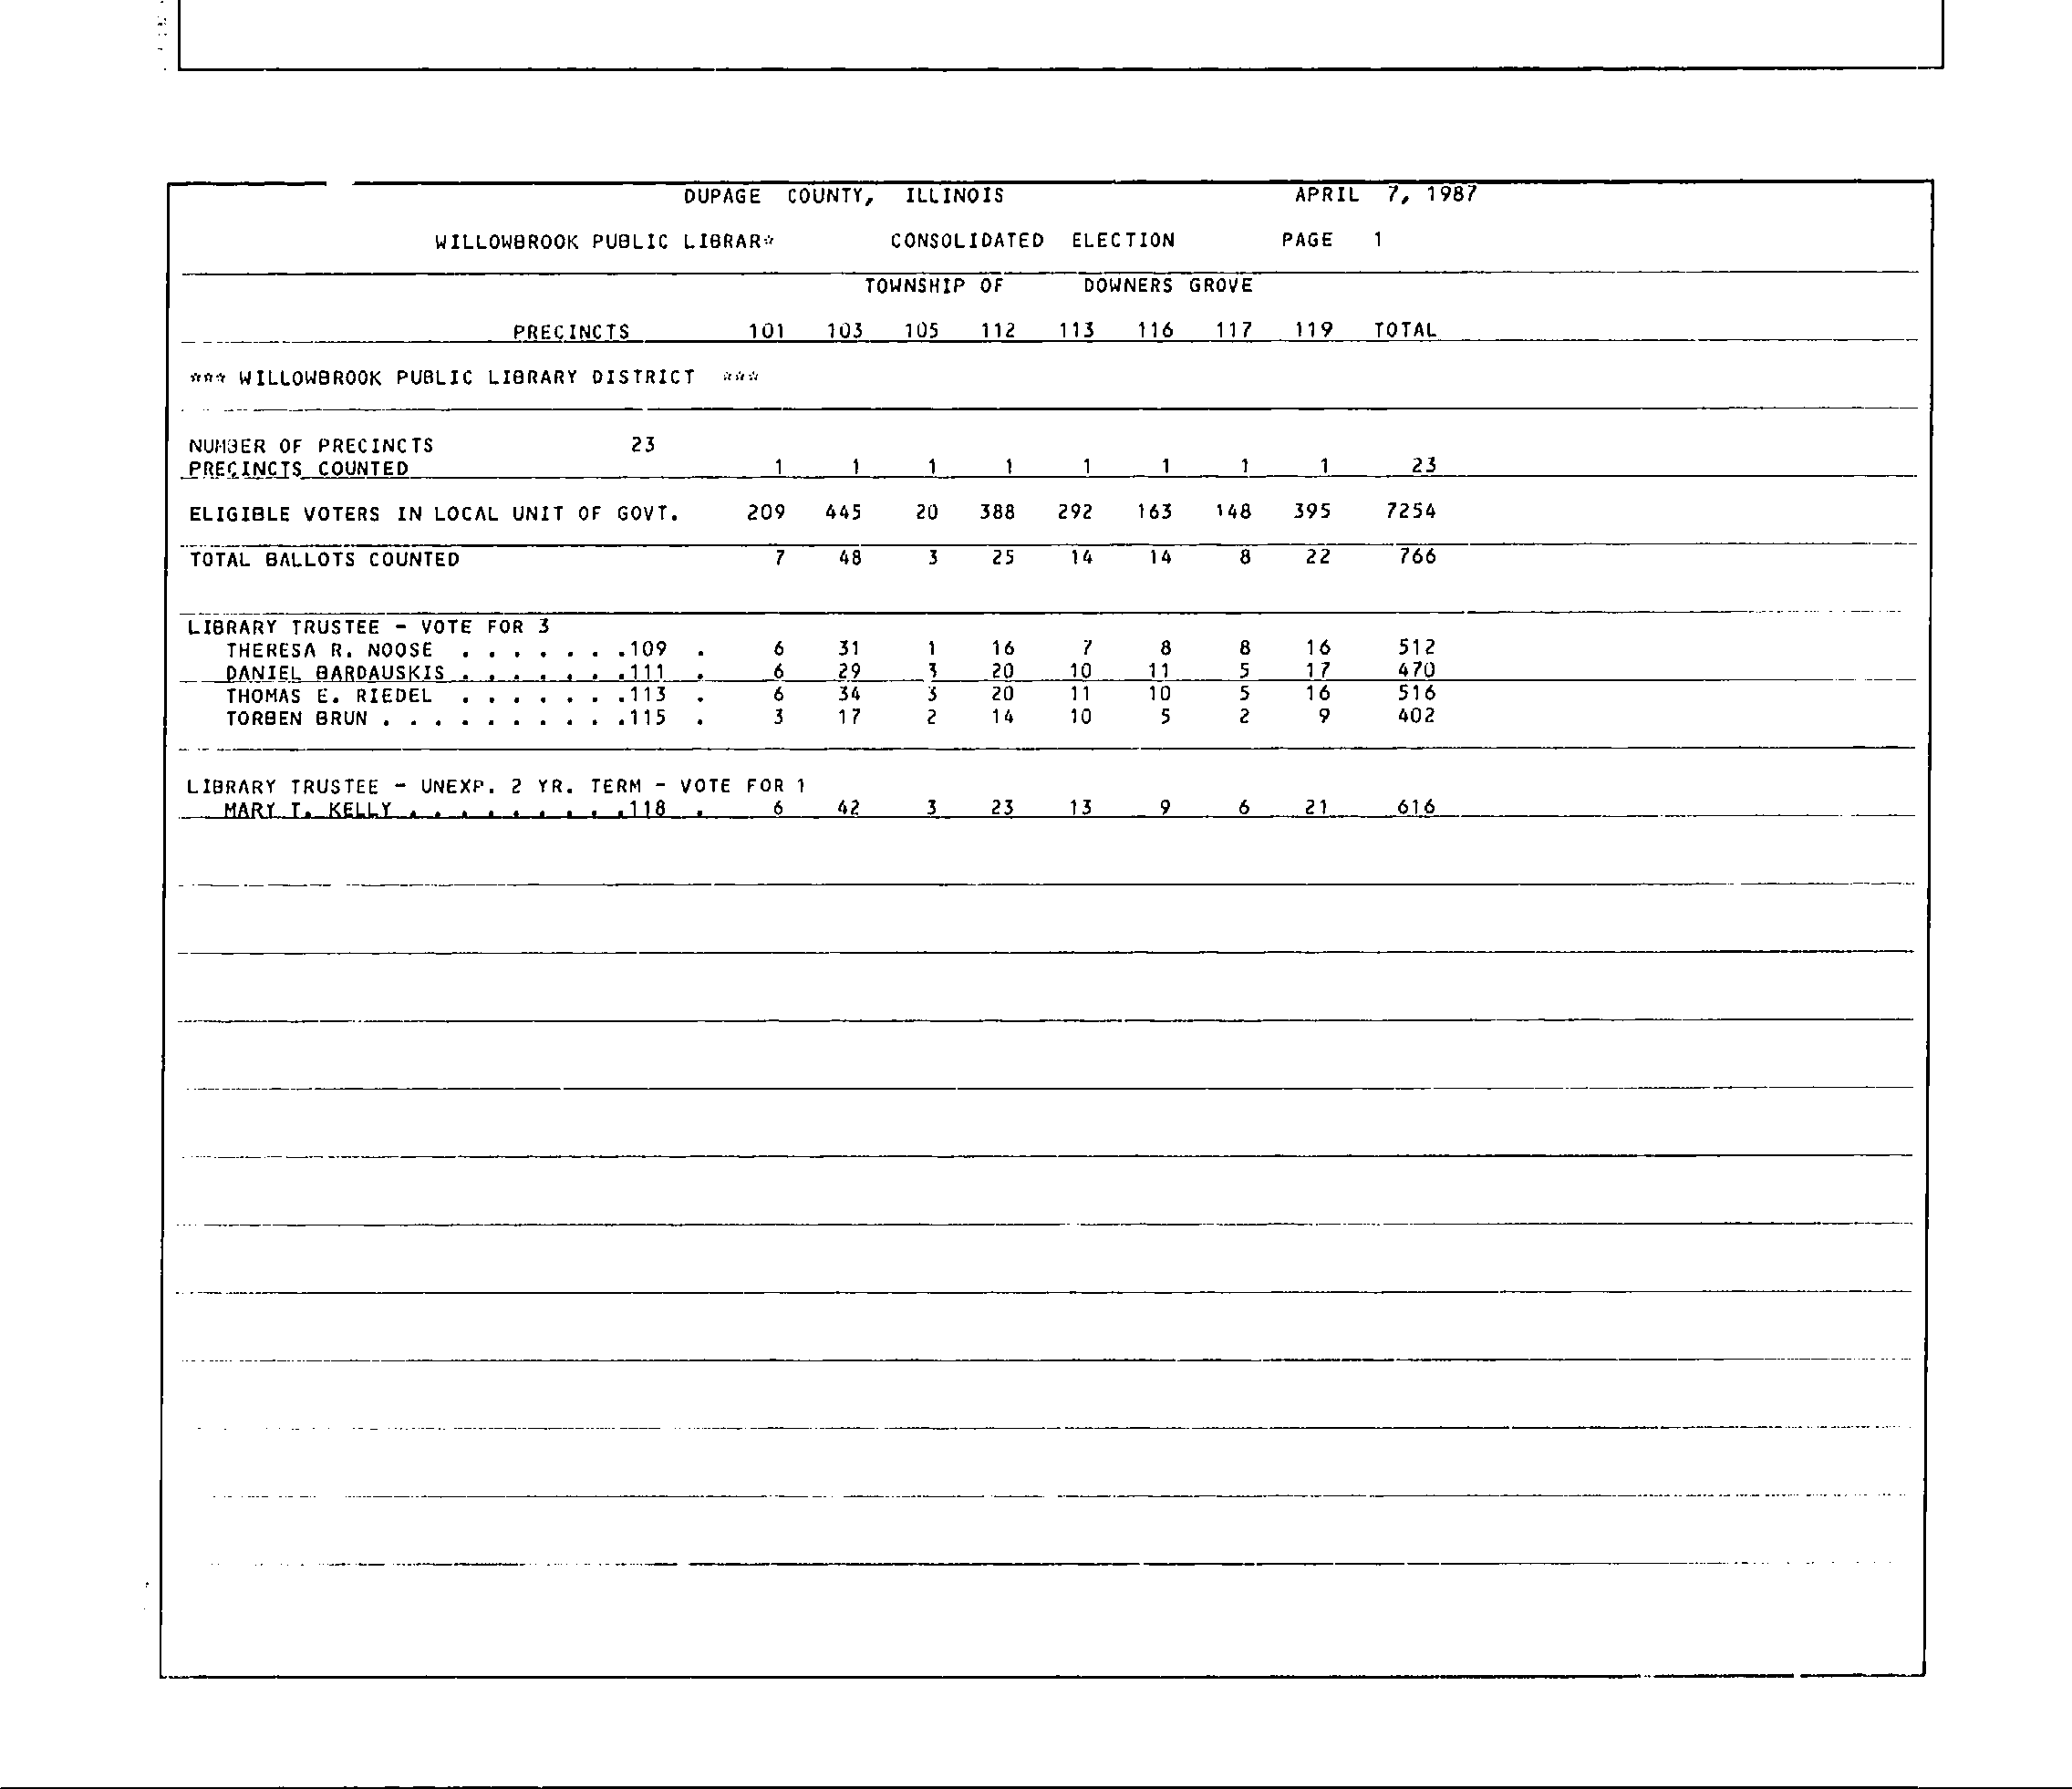 DUPAGE COUNTY, ILLINOIS APRIL 7, 1987
WILLOWBROOK PUBLIC LIBRAR* CONSOLIDATED ELECTION PAGE 1
TOWNSHIP OF DOWNERS GROVE
PRECINCTS 101 103 105 112 113 116 117 119 TOTAL
*** WILLOWBROOK PUBLIC LIBRARY DISTRICT ***
NUMBER OF PRECINCTS 23
PRECINCTS COUNTED 1 1 1 1 1 1 1 1 23
ELIGIBLE VOTERS IN LOCAL UNIT OF GOVT. 209 445 20 388 292 163 148 395 7254
TOTAL BALLOTS COUNTED 7 48 3 25 14 14 8 22 766
LIBRARY TRUSTEE - VOTE FOR 3
THERESA R. NOOSE . . . . . . .109 . 6 31 1 16 7 8 8 16 512
DANIEL BARDAUSKIS . . . . . . .111 . 6 29 3 20 10 11 5 17 470
THOMAS E. RIEDEL . . . . . . .113 . 6 34 3 20 11 10 5 16 516
TORBEN BRUN . . . . . . . . . .115 . 3 17 2 14 10 5 2 9 402
LIBRARY TRUSTEE - UNEXP. 2 YR. TERM - VOTE FOR 1
MARY T. KELLY . . . . . . . . .118 . 6 42 3 23 13 9 6 21 616